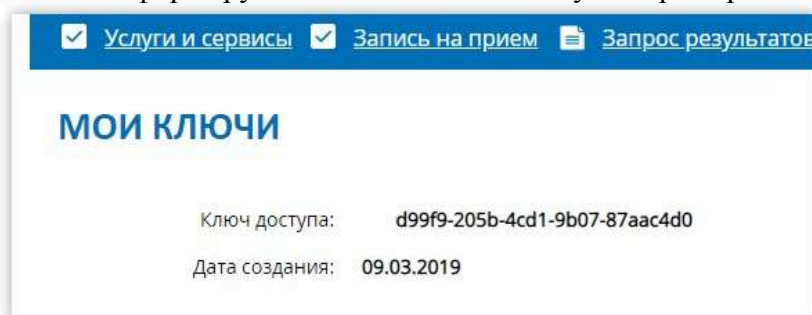 Услуги и сервисы Запись на прием Запрос результатов
МОИ КЛЮЧИ
Ключ доступа: d99f9-205b-4cd1-9b07-87aac4d0
Дата создания: 09.03.2019